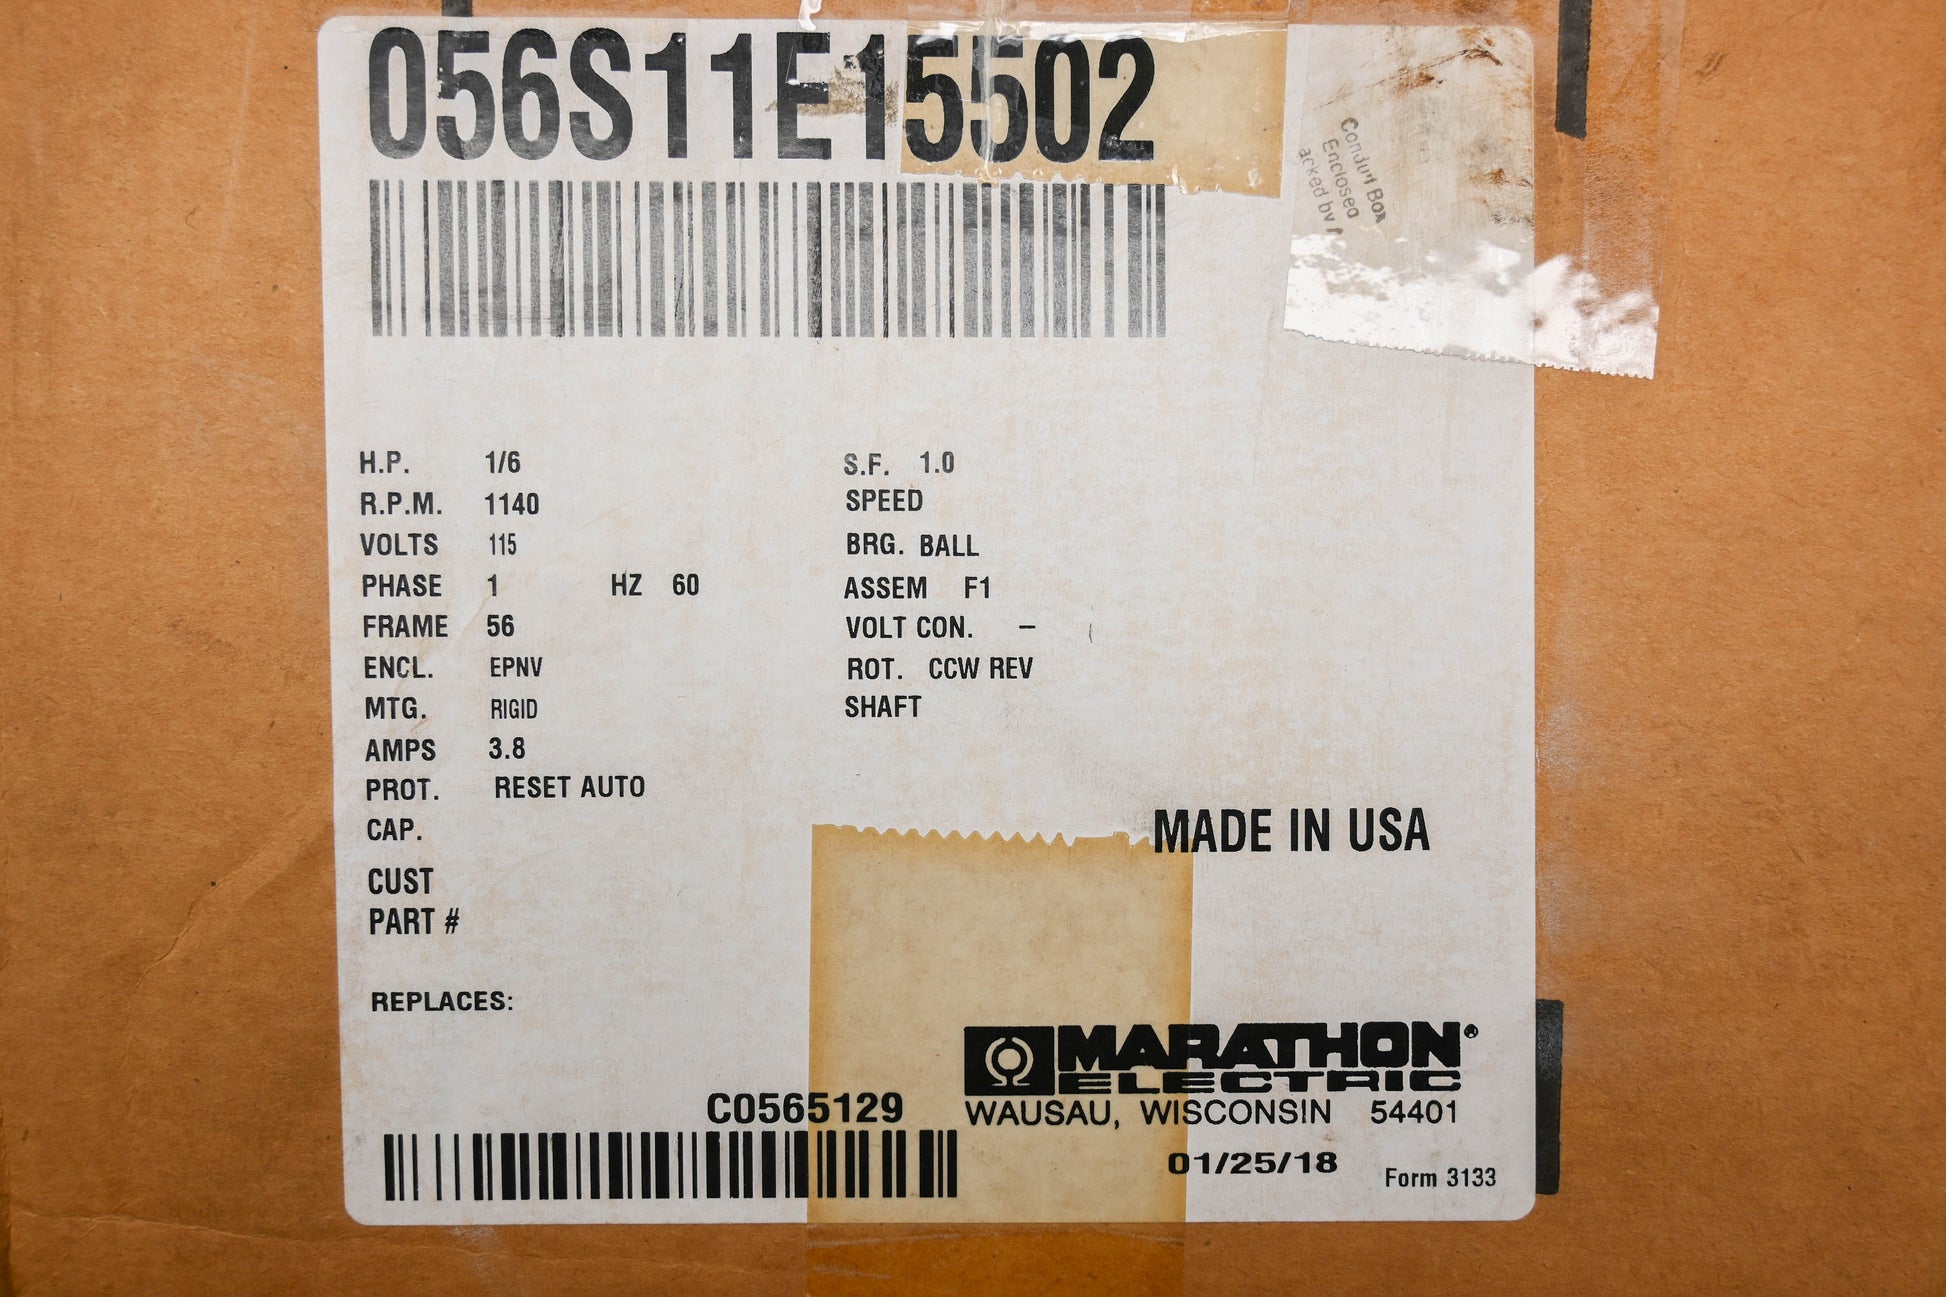 056S11E15502
Conduit Box
Enclosed
acked by
H.P. 1/6
R.P.M. 1140
VOLTS 115
PHASE 1 HZ 60
FRAME 56
ENCL. EPNV
MTG. RIGID
AMPS 3.8
PROT. RESET AUTO
CAP.
CUST
PART #
REPLACES:
S.F. 1.0
SPEED
BRG. BALL
ASSEM F1
VOLT CON. –
ROT. CCW REV
SHAFT
MADE IN USA
MARATHON®
ELECTRIC
WAUSAU, WISCONSIN 54401
C0565129
01/25/18
Form 3133